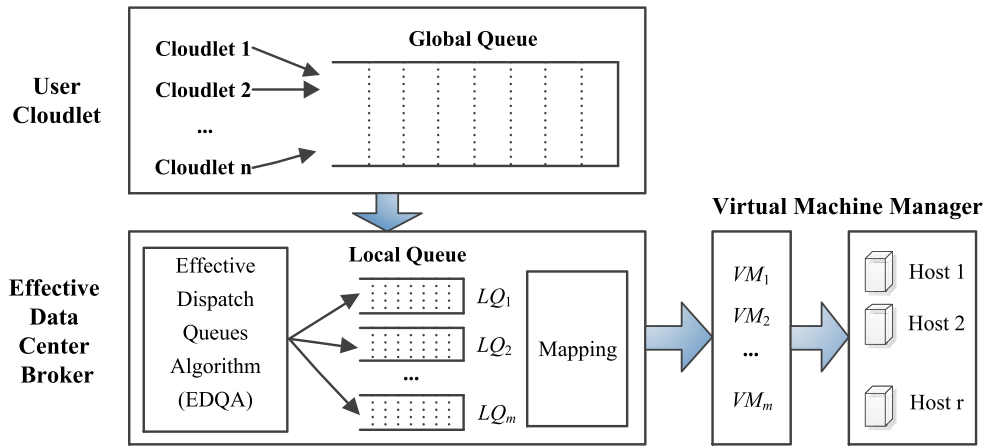 User
Cloudlet
Cloudlet 1
Cloudlet 2
...
Cloudlet n
Global Queue
Effective
Data
Center
Broker
Effective
Dispatch
Queues
Algorithm
(EDQA)
Local Queue
LQ1
LQ2
...
LQm
Mapping
Virtual Machine Manager
VM1
VM2
...
VMm
Host 1
Host 2
Host r